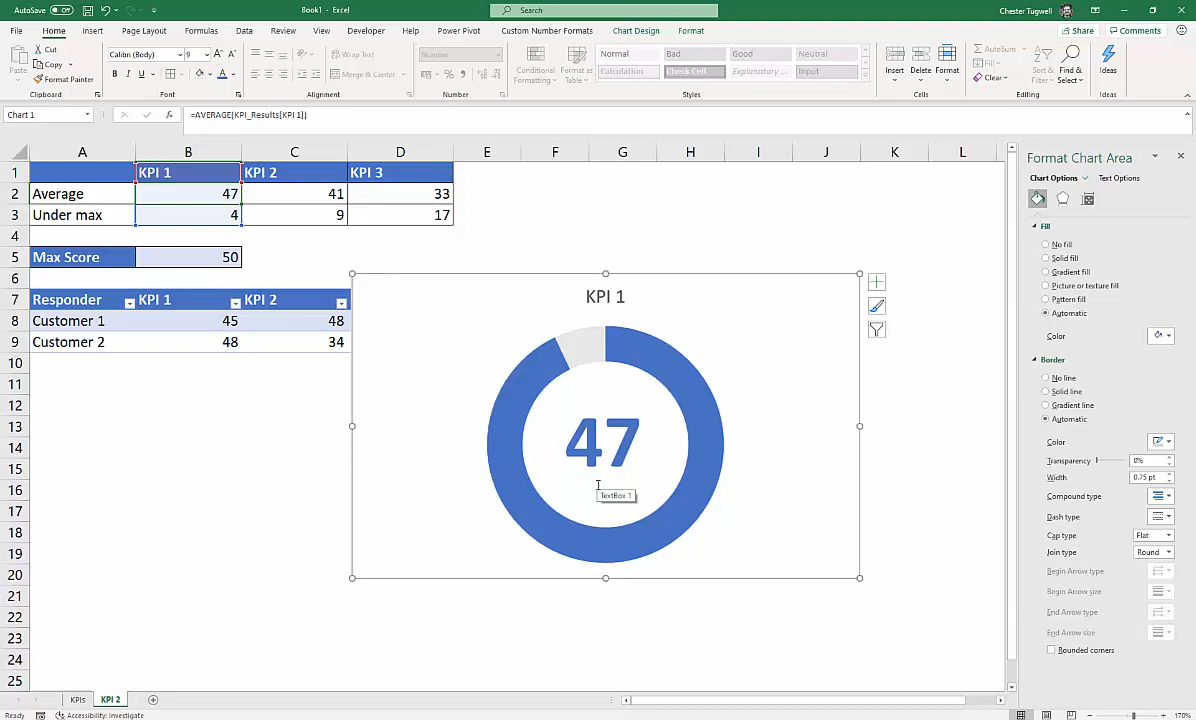 AutoSave Off Book1 - Excel Search Chester Tugwell
File Home Insert Page Layout Formulas Data Review View Developer Help Power Pivot Custom Number Formats Chart Design Format Share Comments
Paste Cut Copy Format Painter
Calibri (Body) 9
B I U
Wrap Text
Merge & Center
Number
Conditional Formatting Format as Table
Normal Bad Good Neutral
Calculation Check Cell Explanatory ... Input
Insert Delete Format
AutoSum Fill Clear
Sort & Filter Find & Select
Ideas
Clipboard Font Alignment Number Styles Cells Editing Ideas
Chart 1 fx =AVERAGE(KPI_Results[KPI 1])
A B C D E F G H I J K L
1 KPI 1 KPI 2 KPI 3
2 Average 47 41 33
3 Under max 4 9 17
4
5 Max Score 50
6
7 Responder KPI 1 KPI 2
8 Customer 1 45 48
9 Customer 2 48 34
10
11
12
13
14
15
16
17
18
19
20
21
22
23
24
25
KPI 1
47
TextBox 1
Format Chart Area
Chart Options Text Options
Fill
No fill
Solid fill
Gradient fill
Picture or texture fill
Pattern fill
Automatic
Color
Border
No line
Solid line
Gradient line
Automatic
Color
Transparency 0%
Width 0.75 pt
Compound type
Dash type
Cap type Flat
Join type Round
Begin Arrow type
Begin Arrow size
End Arrow type
End Arrow size
Rounded corners
KPIs KPI 2
Ready Accessibility: Investigate 170%